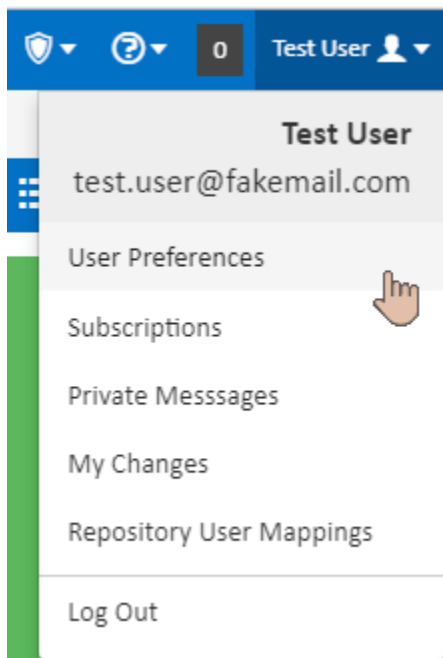 0 Test User
Test User
test.user@fakemail.com
User Preferences
Subscriptions
Private Messsages
My Changes
Repository User Mappings
Log Out